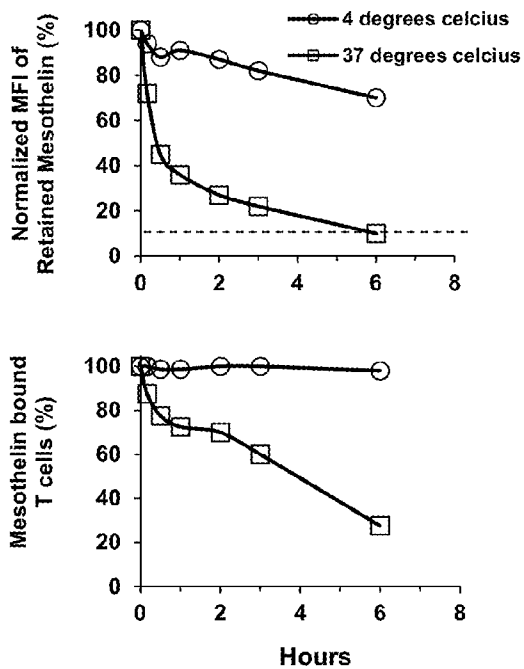 4 degrees celcius
37 degrees celcius
Normalized MFI of
Retained Mesothelin (%)
100
80
60
40
20
0
0 2 4 6 8
Mesothelin bound
T cells (%)
100
80
60
40
20
0
0 2 4 6 8
Hours